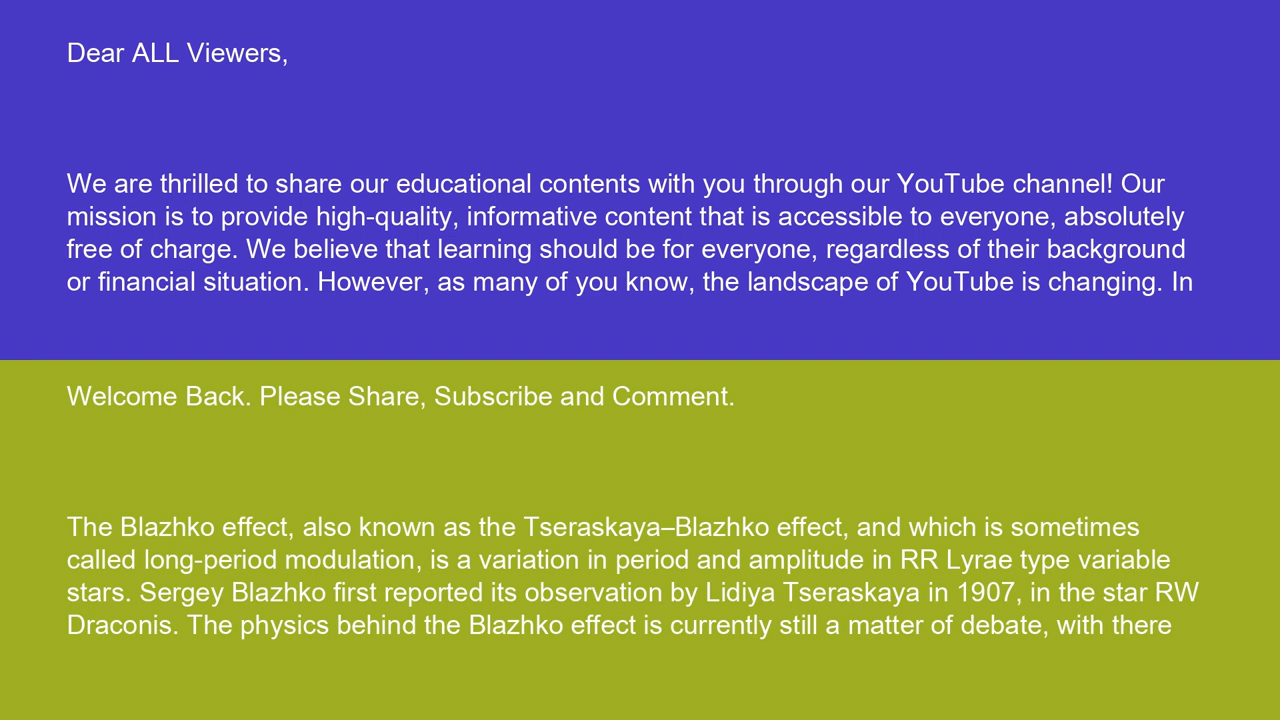 Dear ALL Viewers,
We are thrilled to share our educational contents with you through our YouTube channel! Our
mission is to provide high-quality, informative content that is accessible to everyone, absolutely
free of charge. We believe that learning should be for everyone, regardless of their background
or financial situation. However, as many of you know, the landscape of YouTube is changing. In
Welcome Back. Please Share, Subscribe and Comment.
The Blazhko effect, also known as the Tseraskaya–Blazhko effect, and which is sometimes
called long-period modulation, is a variation in period and amplitude in RR Lyrae type variable
stars. Sergey Blazhko first reported its observation by Lidiya Tseraskaya in 1907, in the star RW
Draconis. The physics behind the Blazhko effect is currently still a matter of debate, with there